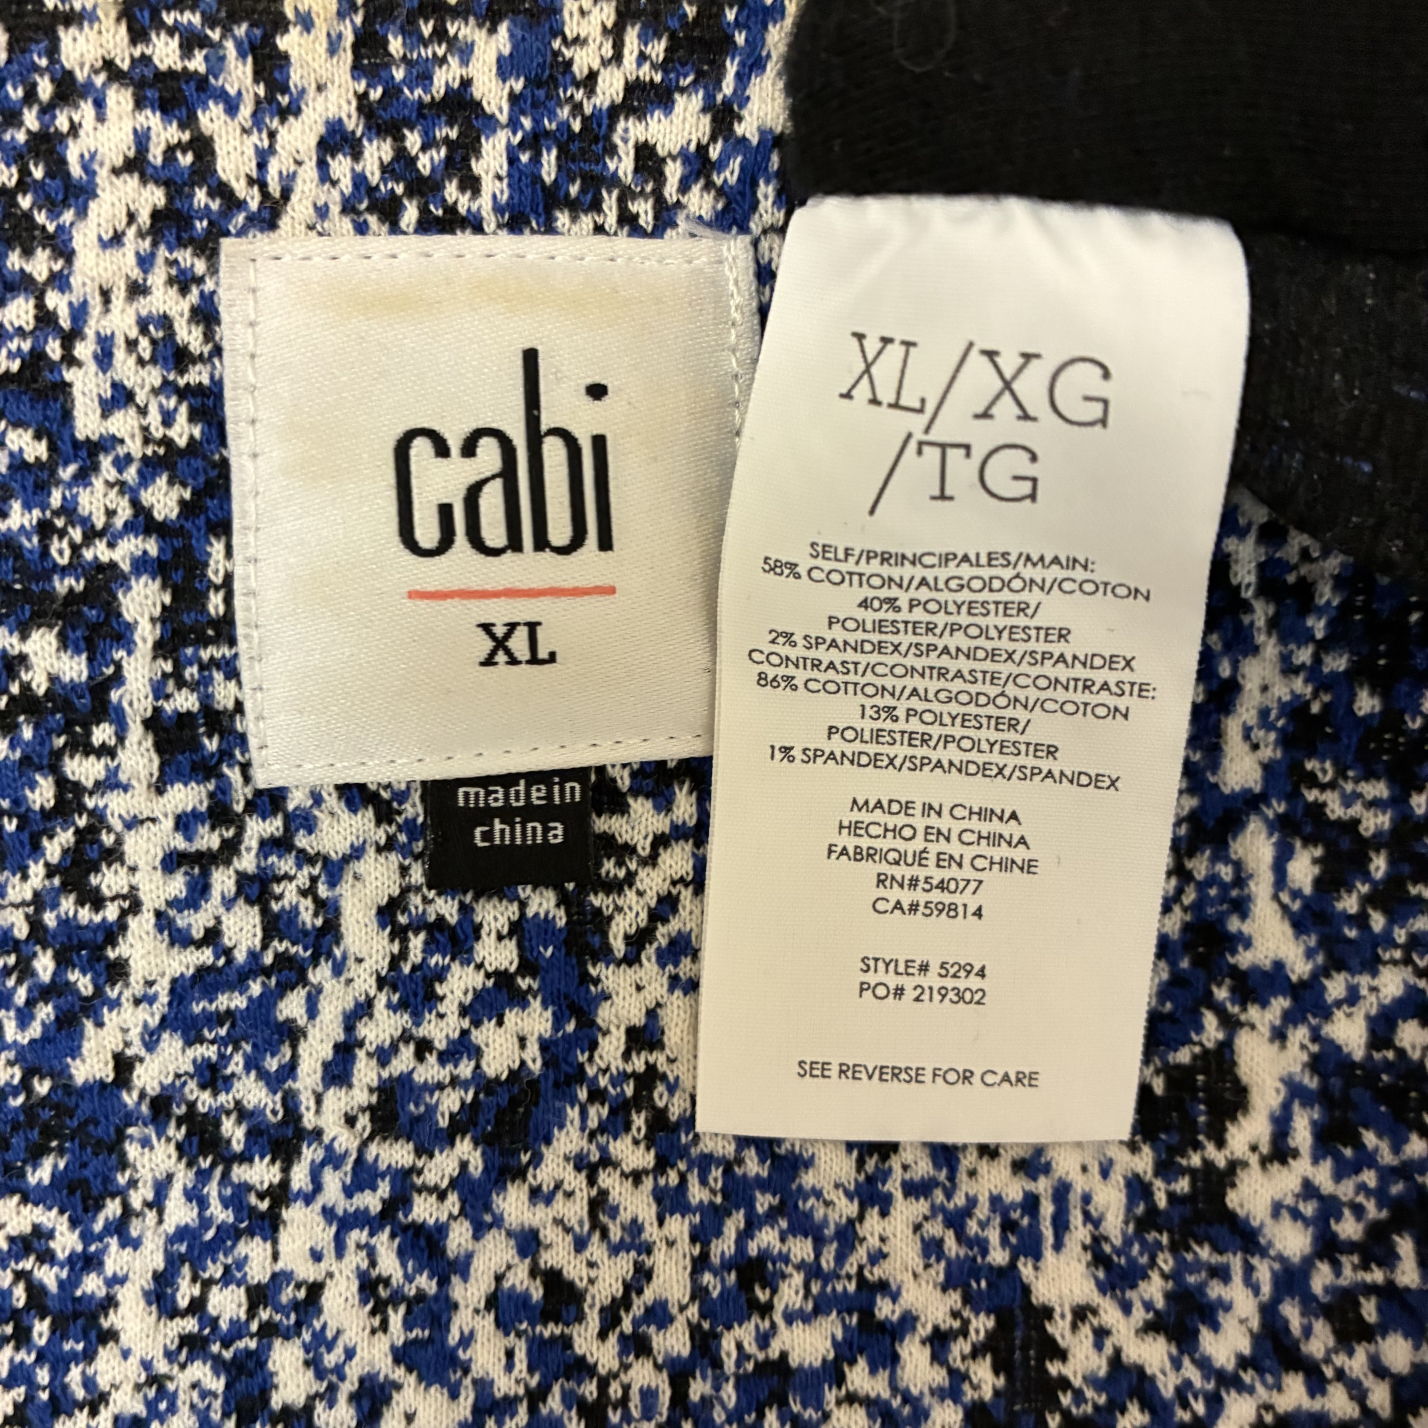 cabi
XL
madein
china
XL/XG
/TG
SELF/PRINCIPALES/MAIN:
58% COTTON/ALGODÓN/COTON
40% POLYESTER/
POLIESTER/POLYESTER
2% SPANDEX/SPANDEX/SPANDEX
CONTRAST/CONTRASTE/CONTRASTE:
86% COTTON/ALGODÓN/COTON
13% POLYESTER/
POLIESTER/POLYESTER
1% SPANDEX/SPANDEX/SPANDEX
MADE IN CHINA
HECHO EN CHINA
FABRIQUÉ EN CHINE
RN#54077
CA#59814
STYLE# 5294
PO# 219302
SEE REVERSE FOR CARE